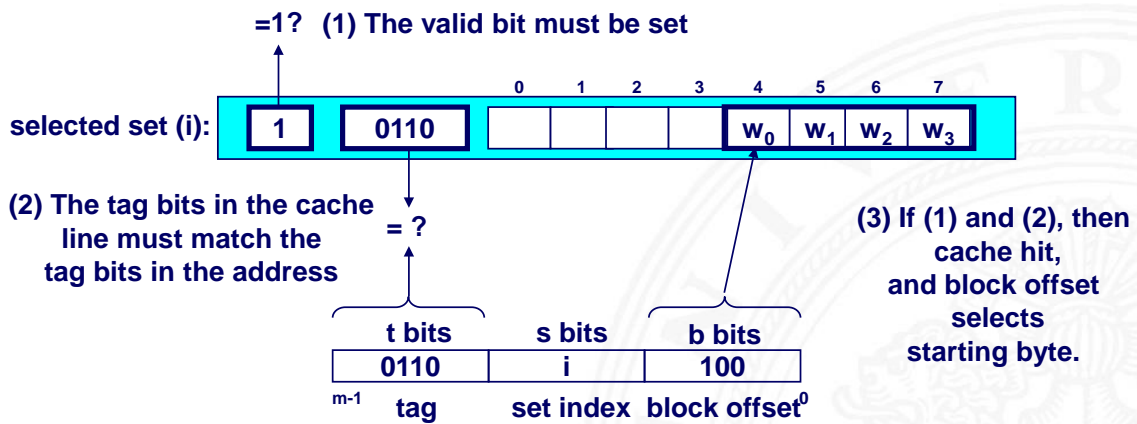 =1? (1) The valid bit must be set
0 1 2 3 4 5 6 7
selected set (i): 1 0110 w0 w1 w2 w3
(2) The tag bits in the cache
line must match the
tag bits in the address
= ?
(3) If (1) and (2), then
cache hit,
and block offset
selects
starting byte.
t bits s bits b bits
0110 i 100
m-1 0
tag set index block offset